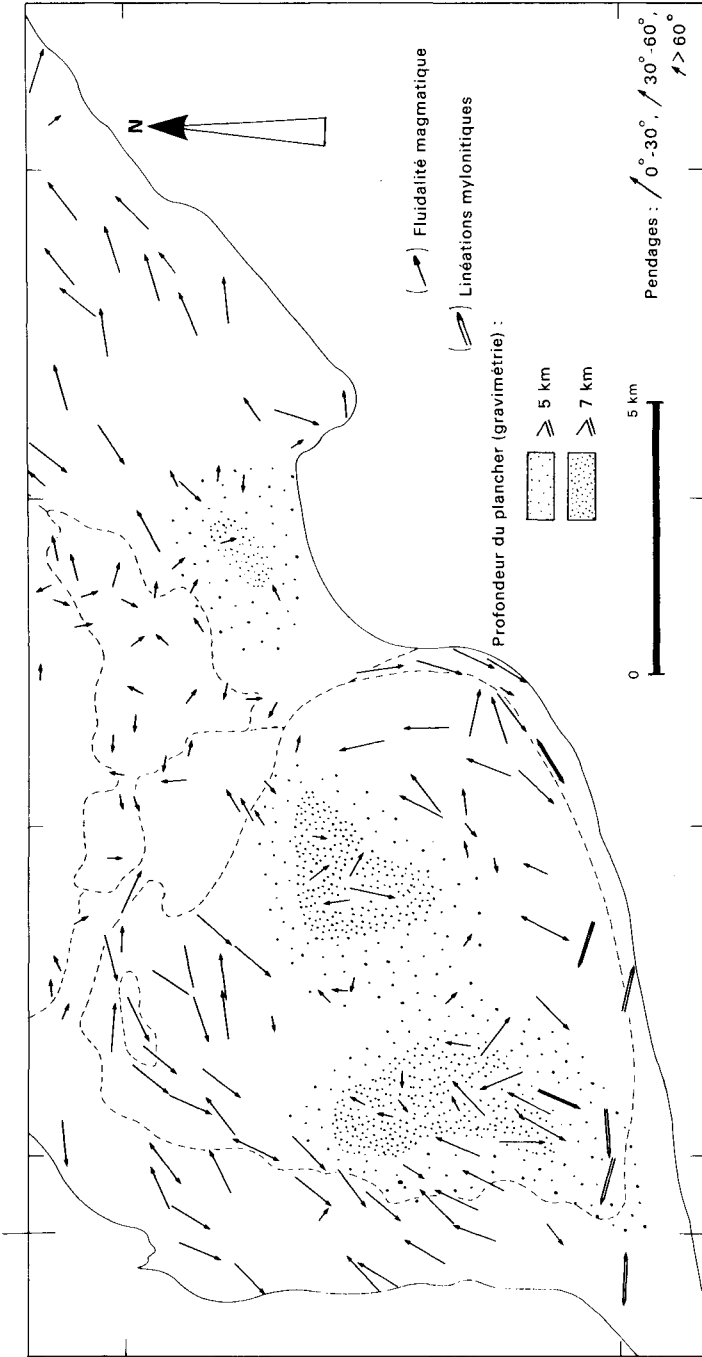 N
Fluidalité magmatique
Linéations mylonitiques
Profondeur du plancher (gravimétrie) :
⩾ 5 km
⩾ 7 km
0
5 km
Pendages : 0°-30°, 30°-60°,
>60°